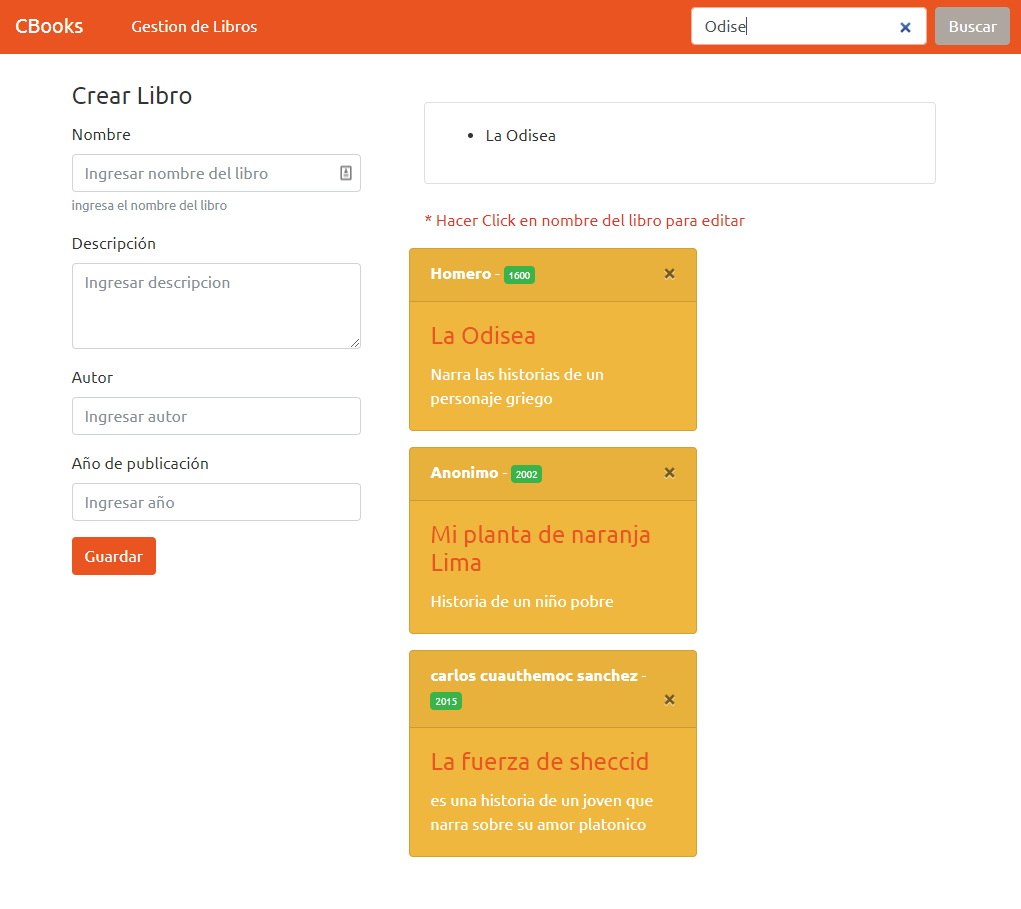 CBooks
Gestion de Libros
Odise
Buscar
Crear Libro
Nombre
Ingresar nombre del libro
ingresa el nombre del libro
Descripción
Ingresar descripcion
Autor
Ingresar autor
Año de publicación
Ingresar año
Guardar
La Odisea
* Hacer Click en nombre del libro para editar
Homero - 1600
La Odisea
Narra las historias de un
personaje griego
Anonimo - 2002
Mi planta de naranja
Lima
Historia de un niño pobre
carlos cuauthemoc sanchez -
2015
La fuerza de sheccid
es una historia de un joven que
narra sobre su amor platonico